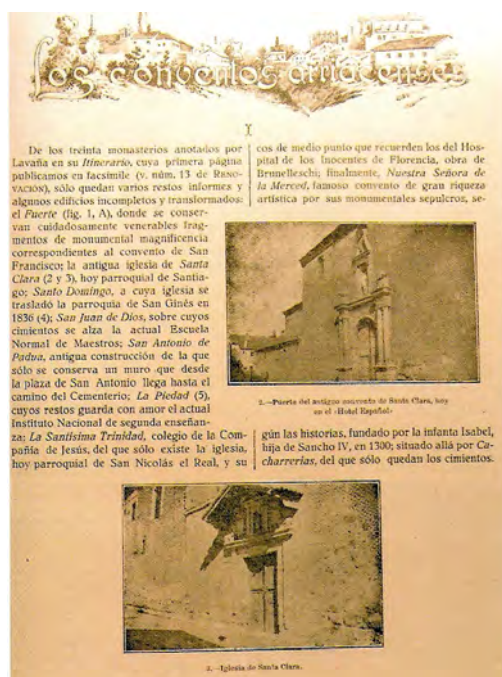 Los conventos arriacenses
I
De los treinta monasterios anotados por
Lavaña en su Itinerario, cuya primera página
publicamos en facsímile (v. núm. 13 de RENO-
VACIÓN), sólo quedan varios restos informes y
algunos edificios incompletos y transformados:
el Fuerte (fig. 1, A), donde se conser-
van cuidadosamente venerables frag-
mentos de monumental magnificencia
correspondientes al convento de San
Francisco; la antigua iglesia de Santa
Clara (2 y 3), hoy parroquial de Santia-
go; Santo Domingo, a cuya iglesia se
trasladó la parroquia de San Ginés en
1836 (4); San Juan de Dios, sobre cuyos
cimientos se alza la actual Escuela
Normal de Maestros; San Antonio de
Padua, antigua construcción de la que
sólo se conserva un muro que desde
la plaza de San Antonio llega hasta el
camino del Cementerio; La Piedad (5),
cuyos restos guarda con amor el actual
Instituto Nacional de segunda enseñan-
za; La Santísima Trinidad, colegio de la Com-
pañía de Jesús, del que sólo existe la iglesia,
hoy parroquial de San Nicolás el Real, y su
cos de medio punto que recuerden los del Hos-
pital de los Inocentes de Florencia, obra de
Brunelleschi; finalmente, Nuestra Señora de
la Merced, famoso convento de gran riqueza
artística por sus monumentales sepulcros, se-
2.—Puerta del antiguo convento de Santa Clara, hoy
en el «Hotel Español»
gún las historias, fundado por la infanta Isabel,
hija de Sancho IV, en 1300; situado allá por Ca-
charrerías, del que sólo quedan los cimientos.
3.—Iglesia de Santa Clara.